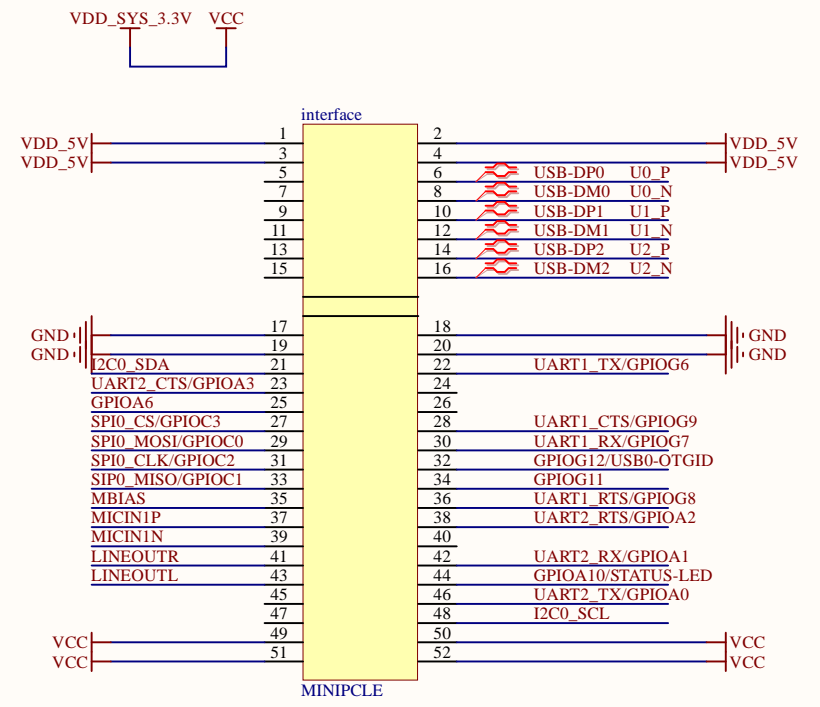 VDD_SYS_3.3V VCC
interface
VDD_5V 1 2 VDD_5V
VDD_5V 3 4 VDD_5V
5 6 USB-DP0 U0_P
7 8 USB-DM0 U0_N
9 10 USB-DP1 U1_P
11 12 USB-DM1 U1_N
13 14 USB-DP2 U2_P
15 16 USB-DM2 U2_N
GND 17 18 GND
GND 19 20 GND
I2C0_SDA 21 22 UART1_TX/GPIOG6
UART2_CTS/GPIOA3 23 24
GPIOA6 25 26
SPI0_CS/GPIOC3 27 28 UART1_CTS/GPIOG9
SPI0_MOSI/GPIOC0 29 30 UART1_RX/GPIOG7
SPI0_CLK/GPIOC2 31 32 GPIOG12/USB0-OTGID
SIP0_MISO/GPIOC1 33 34 GPIOG11
MBIAS 35 36 UART1_RTS/GPIOG8
MICIN1P 37 38 UART2_RTS/GPIOA2
MICIN1N 39 40
LINEOUTR 41 42 UART2_RX/GPIOA1
LINEOUTL 43 44 GPIOA10/STATUS-LED
45 46 UART2_TX/GPIOA0
47 48 I2C0_SCL
VCC 49 50 VCC
VCC 51 52 VCC
MINIPCLE